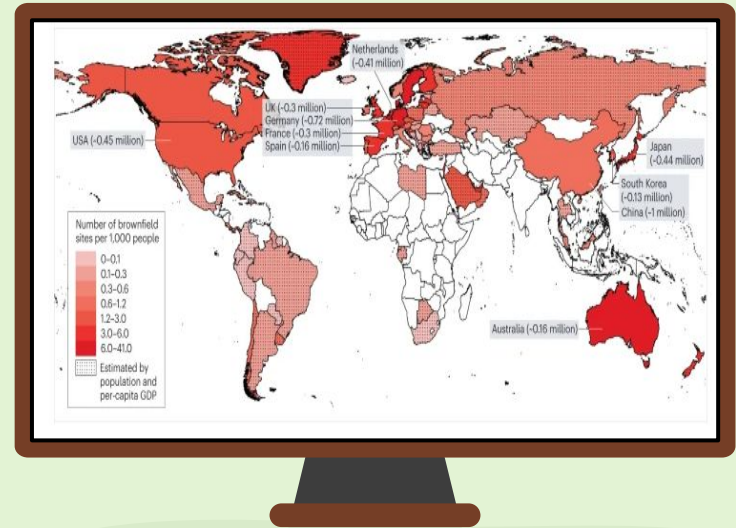 Netherlands
(~0.41 million)
UK (~0.3 million)
Germany (~0.72 million)
France (~0.3 million)
Spain (~0.16 million)
USA (~0.45 million)
Japan
(~0.44 million)
South Korea
(~0.13 million)
China (~1 million)
Australia (~0.16 million)
Number of brownfield
sites per 1,000 people
0–0.1
0.1–0.3
0.3–0.6
0.6–1.2
1.2–3.0
3.0–6.0
6.0–41.0
Estimated by
population and
per-capita GDP